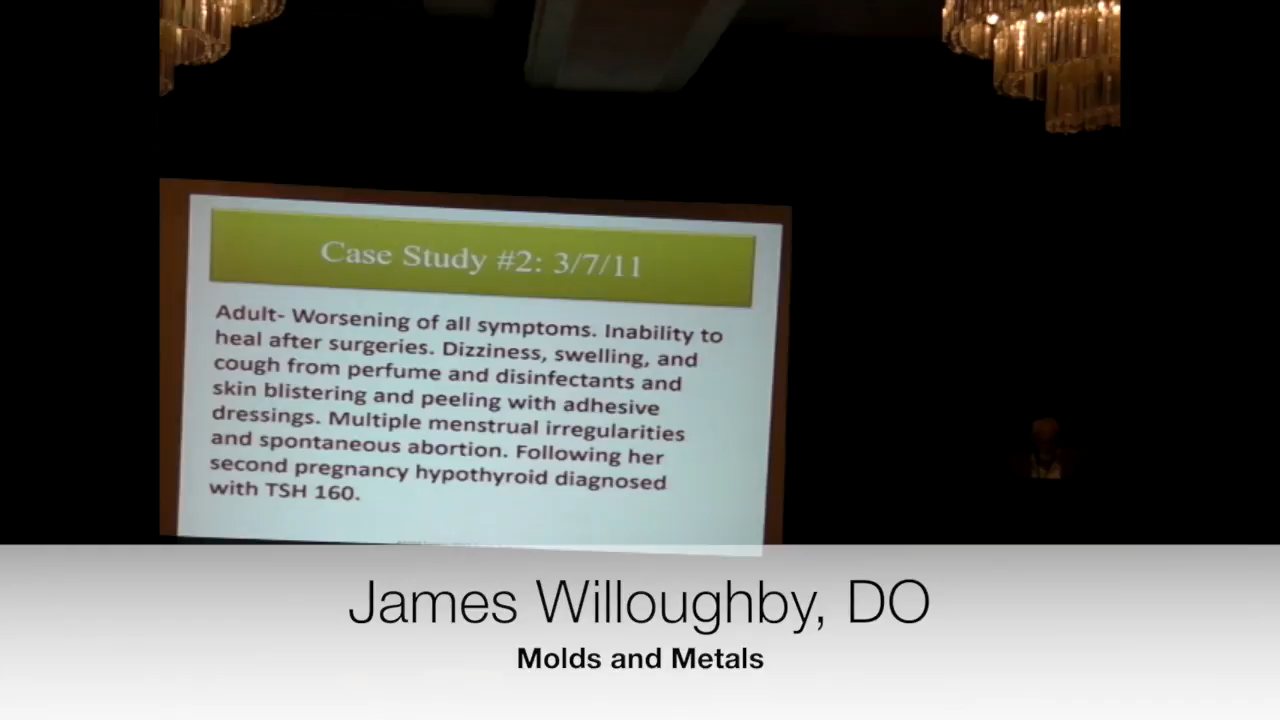 Case Study #2: 3/7/11
Adult- Worsening of all symptoms. Inability to
heal after surgeries. Dizziness, swelling, and
cough from perfume and disinfectants and
skin blistering and peeling with adhesive
dressings. Multiple menstrual irregularities
and spontaneous abortion. Following her
second pregnancy hypothyroid diagnosed
with TSH 160.
James Willoughby, DO
Molds and Metals